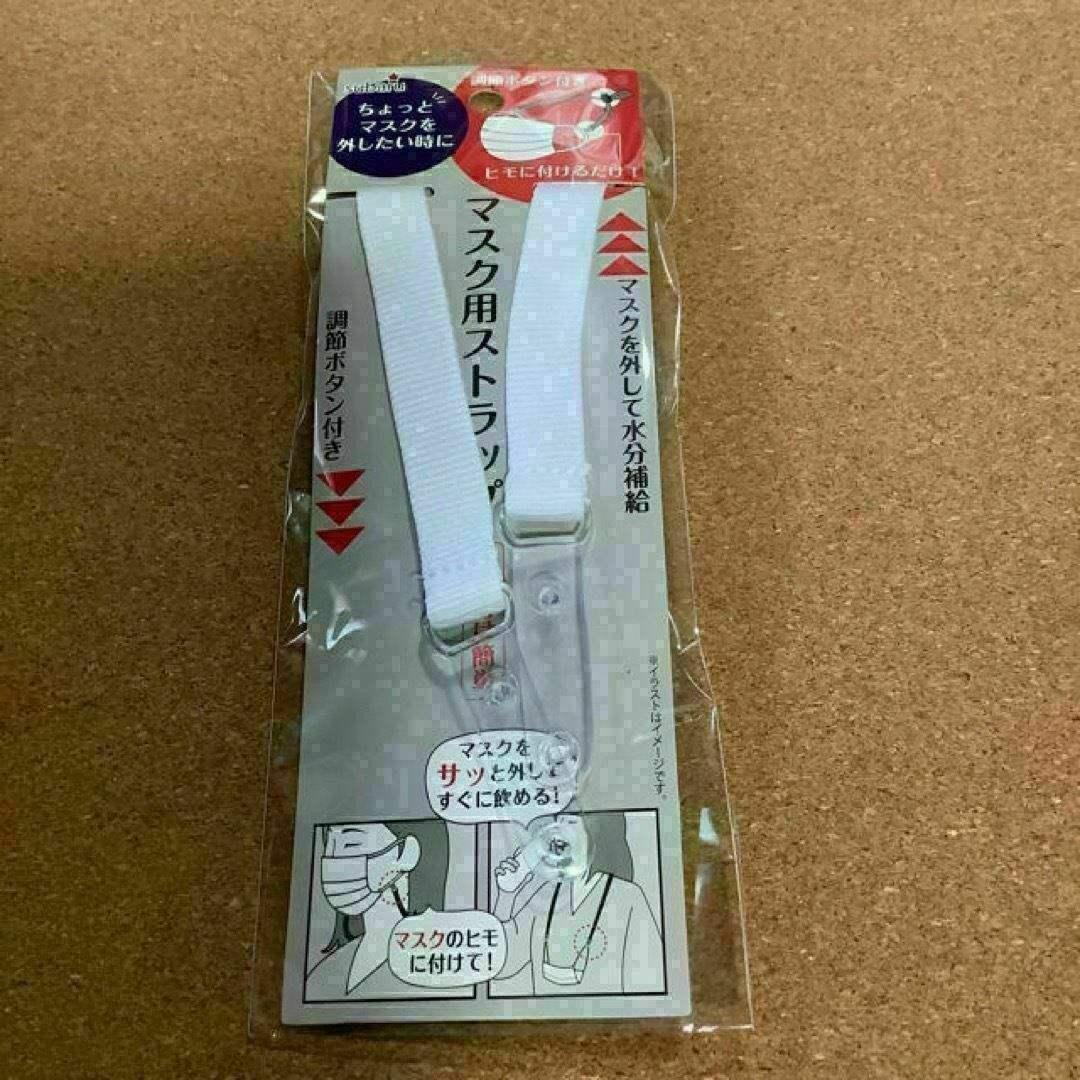 subaru
ちょっと
マスクを
外したい時に
調節ボタン付き
ヒモに付けるだけ!
マスク用ストラップ
マスクを外して水分補給
調節ボタン付き
※イラストはイメージです。
マスクを
サッと外して
すぐに飲める!
マスクのヒモ
に付けて!